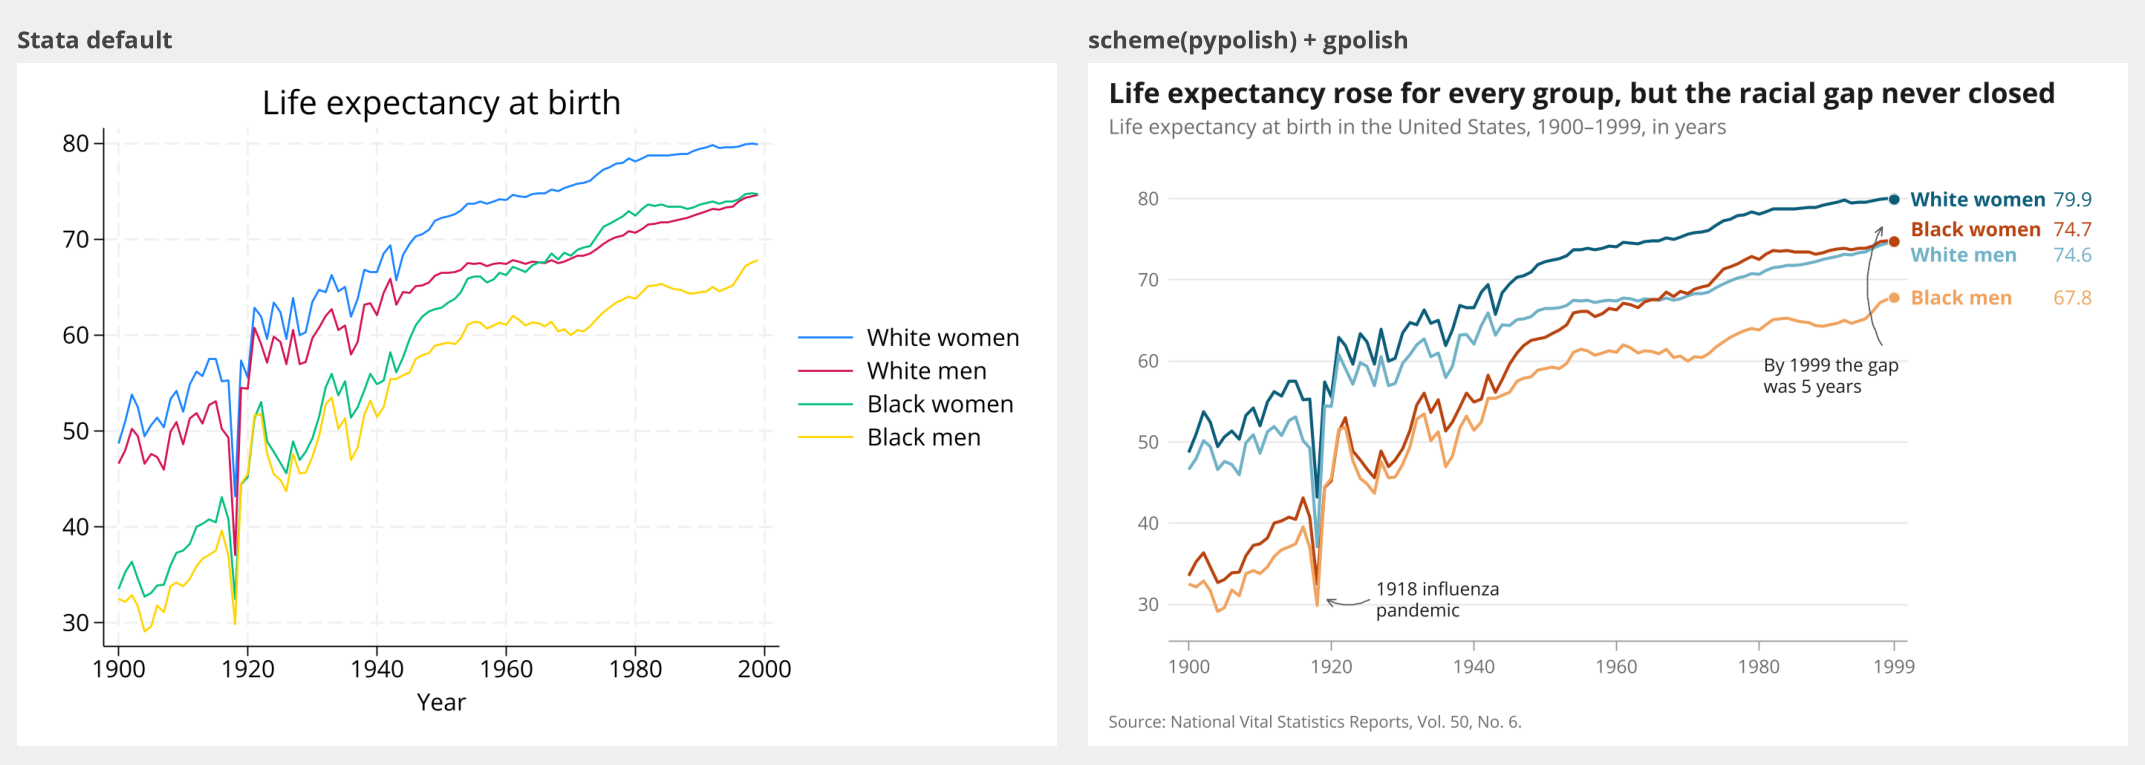 Stata default
Life expectancy at birth
80
70
60
50
40
30
1900 1920 1940 1960 1980 2000
Year
White women
White men
Black women
Black men
scheme(pypolish) + gpolish
Life expectancy rose for every group, but the racial gap never closed
Life expectancy at birth in the United States, 1900–1999, in years
80
70
60
50
40
30
White women 79.9
Black women 74.7
White men 74.6
Black men 67.8
By 1999 the gap
was 5 years
1918 influenza
pandemic
1900 1920 1940 1960 1980 1999
Source: National Vital Statistics Reports, Vol. 50, No. 6.